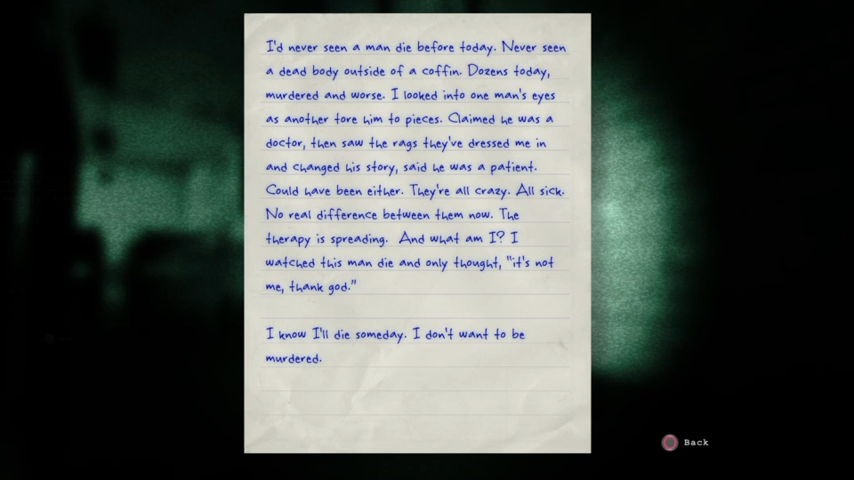 I'd never seen a man die before today. Never seen
a dead body outside of a coffin. Dozens today,
murdered and worse. I looked into one man's eyes
as another tore him to pieces. Claimed he was a
doctor, then saw the rags they've dressed me in
and changed his story, said he was a patient.
Could have been either. They're all crazy. All sick.
No real difference between them now. The
therapy is spreading.  And what am I? I
watched this man die and only thought, "it's not
me, thank god."
I know I'll die someday. I don't want to be
murdered.
Back